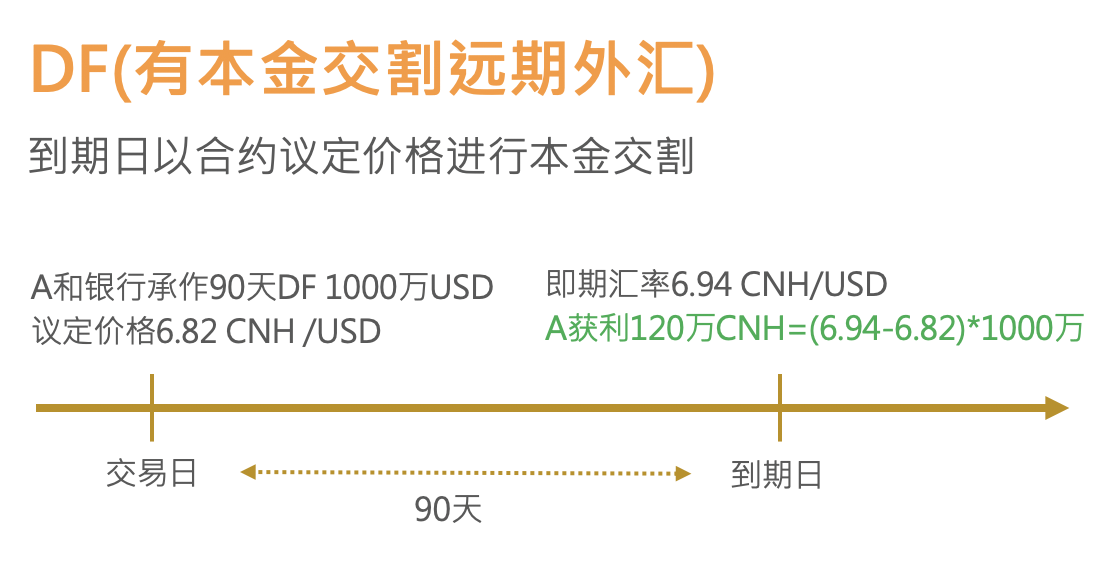 DF(有本金交割远期外汇)
到期日以合约议定价格进行本金交割
A和银行承作90天DF 1000万USD
议定价格6.82 CNH /USD
即期汇率6.94 CNH/USD
A获利120万CNH=(6.94-6.82)*1000万
交易日
到期日
90天